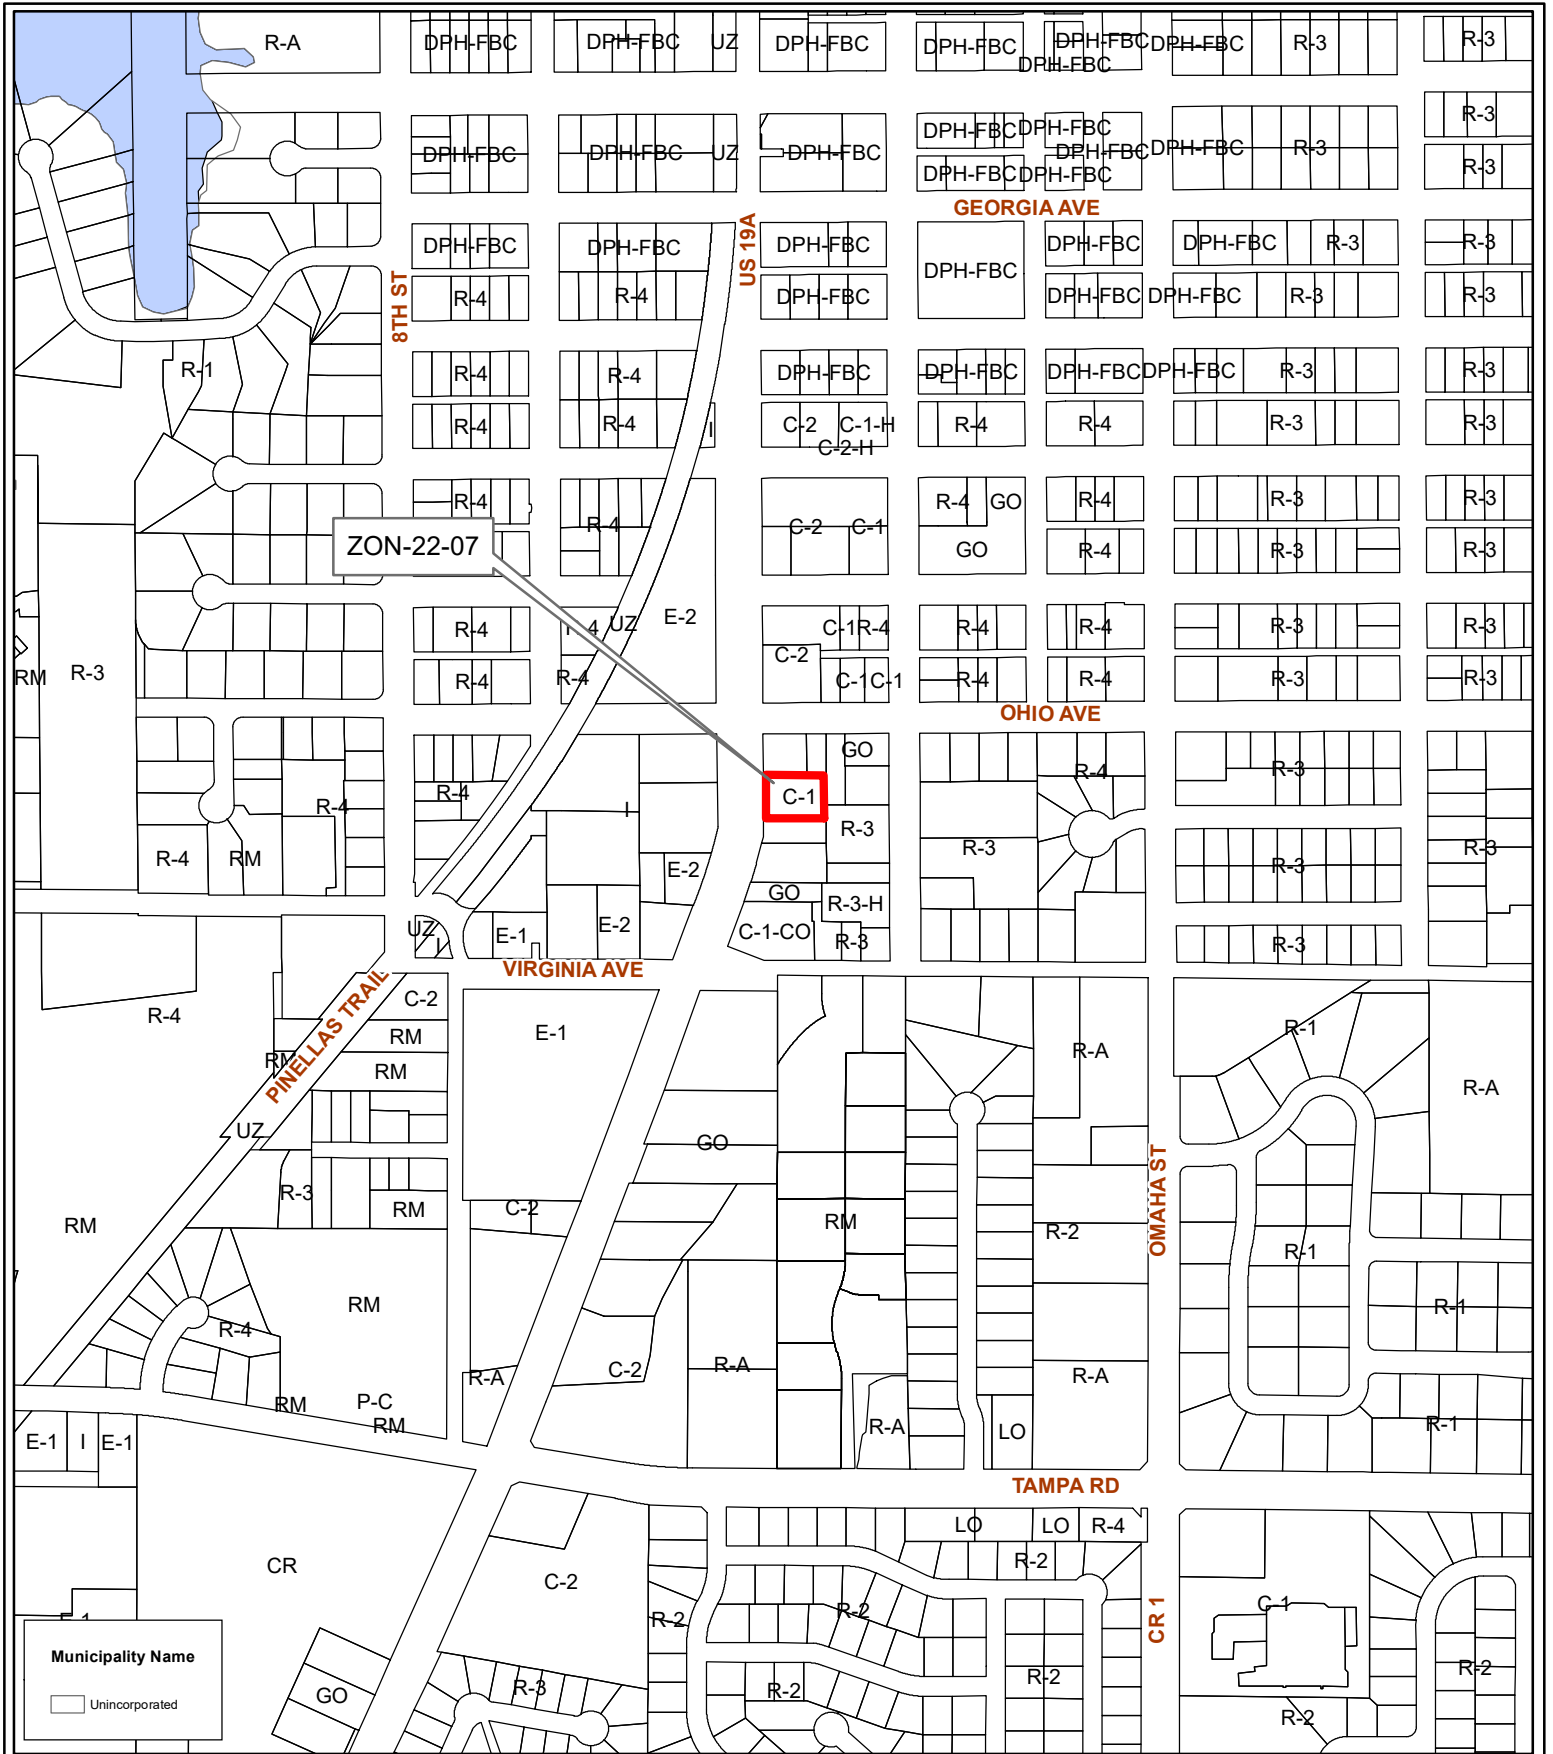 R-A
DPH-FBC
DPH-FBC
UZ
DPH-FBC
DPH-FBC
DPH-FBC
DPH-FBC
DPH-FBC
R-3
R-3
DPH-FBC
DPH-FBC
UZ
I
DPH-FBC
DPH-FBC
DPH-FBC
DPH-FBC
DPH-FBC
R-3
R-3
DPH-FBC
DPH-FBC
R-3
GEORGIA AVE
8TH ST
US 19A
DPH-FBC
DPH-FBC
DPH-FBC
DPH-FBC
DPH-FBC
DPH-FBC
R-3
R-3
R-4
R-4
DPH-FBC
DPH-FBC
DPH-FBC
R-3
R-3
R-1
R-4
R-4
DPH-FBC
DPH-FBC
DPH-FBC
DPH-FBC
R-3
R-3
R-4
R-4
I
C-2
C-1-H
C-2-H
R-4
R-4
R-3
R-3
R-4
R-4
C-2
C-1
R-4
GO
R-4
R-3
R-3
ZON-22-07
GO
R-4
R-3
R-3
R-4
R-4
UZ
E-2
C-1
R-4
R-4
R-4
R-3
R-3
RM
R-3
R-4
R-4
C-2
C-1
C-1
R-4
R-4
R-3
R-3
OHIO AVE
GO
R-4
R-3
R-4
R-4
I
C-1
R-3
R-4
RM
E-2
R-3
R-3
R-3
GO
R-3-H
UZ
I
E-1
E-2
C-1-CO
R-3
R-3
VIRGINIA AVE
PINELLAS TRAIL
R-4
C-2
RM
RM
RM
E-1
R-A
R-1
R-A
UZ
GO
OMAHA ST
R-3
RM
C-2
RM
RM
R-2
R-1
RM
R-4
R-1
R-A
C-2
R-A
R-A
RM
P-C
RM
E-1
I
E-1
R-A
LO
R-1
TAMPA RD
LO
LO
R-4
CR
C-2
R-2
R-2
R-2
CR 1
C-1
E-1
Municipality Name
Unincorporated
GO
R-3
R-2
R-2
R-2
R-2